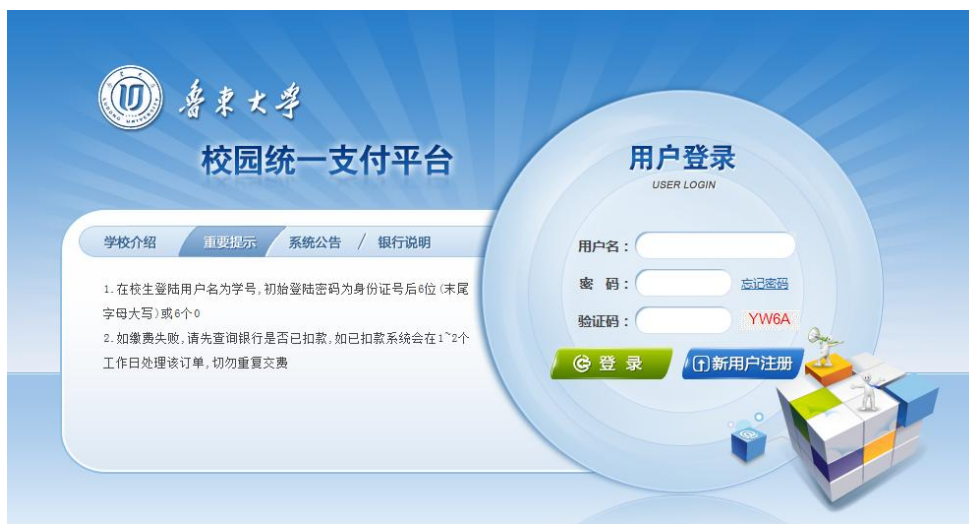 鲁东大学
校园统一支付平台
学校介绍 重要提示 系统公告 / 银行说明
1.在校生登陆用户名为学号,初始登陆密码为身份证号后6位(末尾
字母大写)或6个0
2.如缴费失败,请先查询银行是否已扣款,如已扣款系统会在1~2个
工作日处理该订单,切勿重复交费
用户登录
USER LOGIN
用户名：
密 码： 忘记密码
验证码： YW6A
登 录 新用户注册